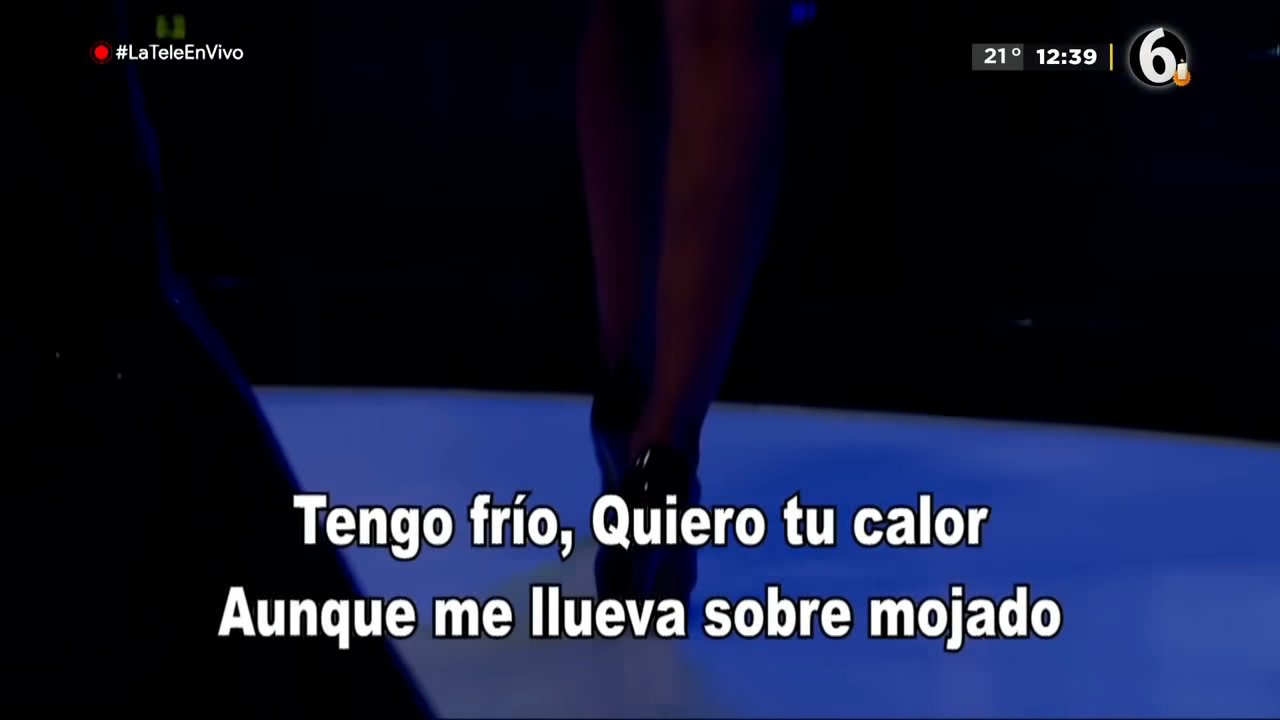 #LaTeleEnVivo
21° 12:39
6
Tengo frío, Quiero tu calor
Aunque me llueva sobre mojado